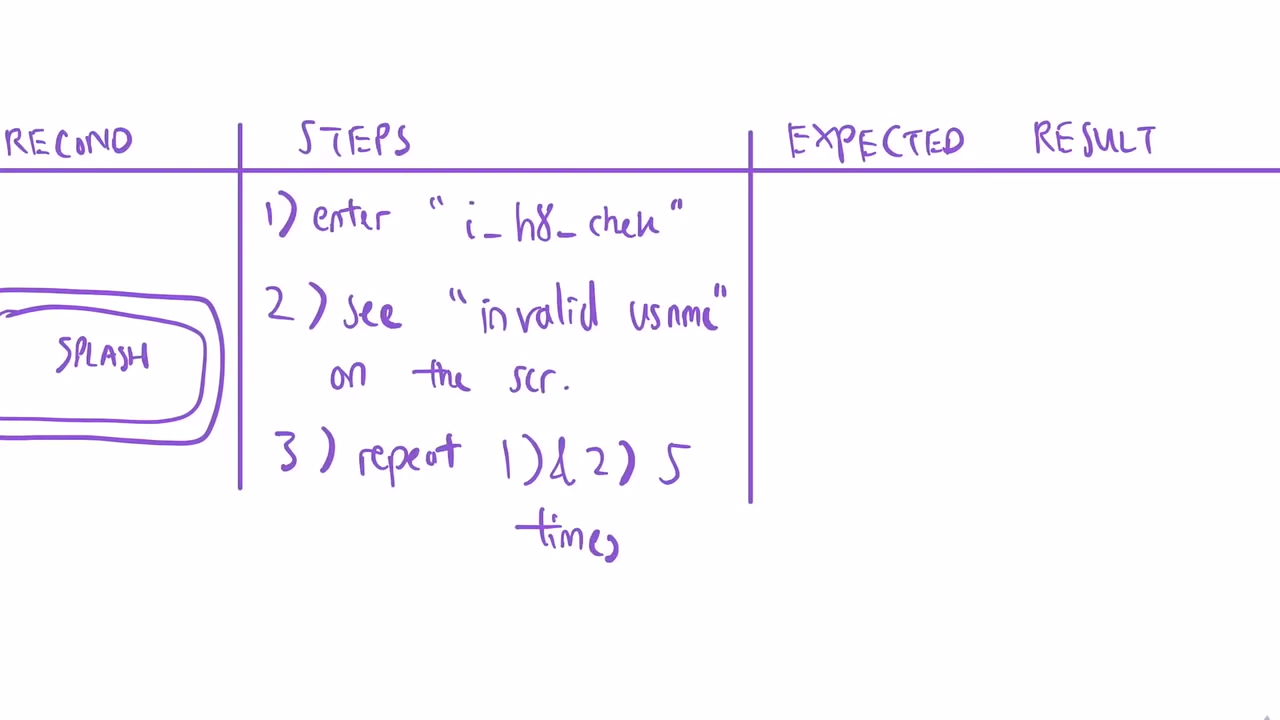 RECOND STEPS EXPECTED RESULT
1) enter "i_h8_chek"
2) see "invalid usnme"
on the scr.
SPLASH
3) repeat 1)&2) 5
times